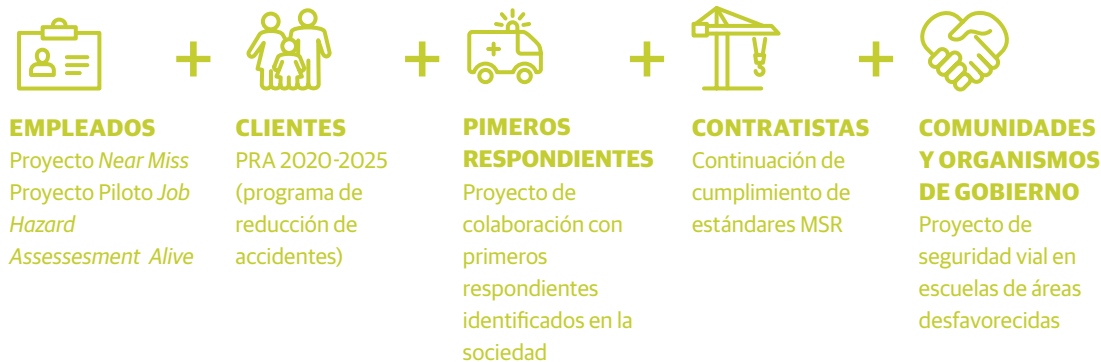 EMPLEADOS
Proyecto Near Miss
Proyecto Piloto Job
Hazard
Assessesment Alive
CLIENTES
PRA 2020-2025
(programa de
reducción de
accidentes)
PIMEROS
RESPONDIENTES
Proyecto de
colaboración con
primeros
respondientes
identificados en la
sociedad
CONTRATISTAS
Continuación de
cumplimiento de
estándares MSR
COMUNIDADES
Y ORGANISMOS
DE GOBIERNO
Proyecto de
seguridad vial en
escuelas de áreas
desfavorecidas